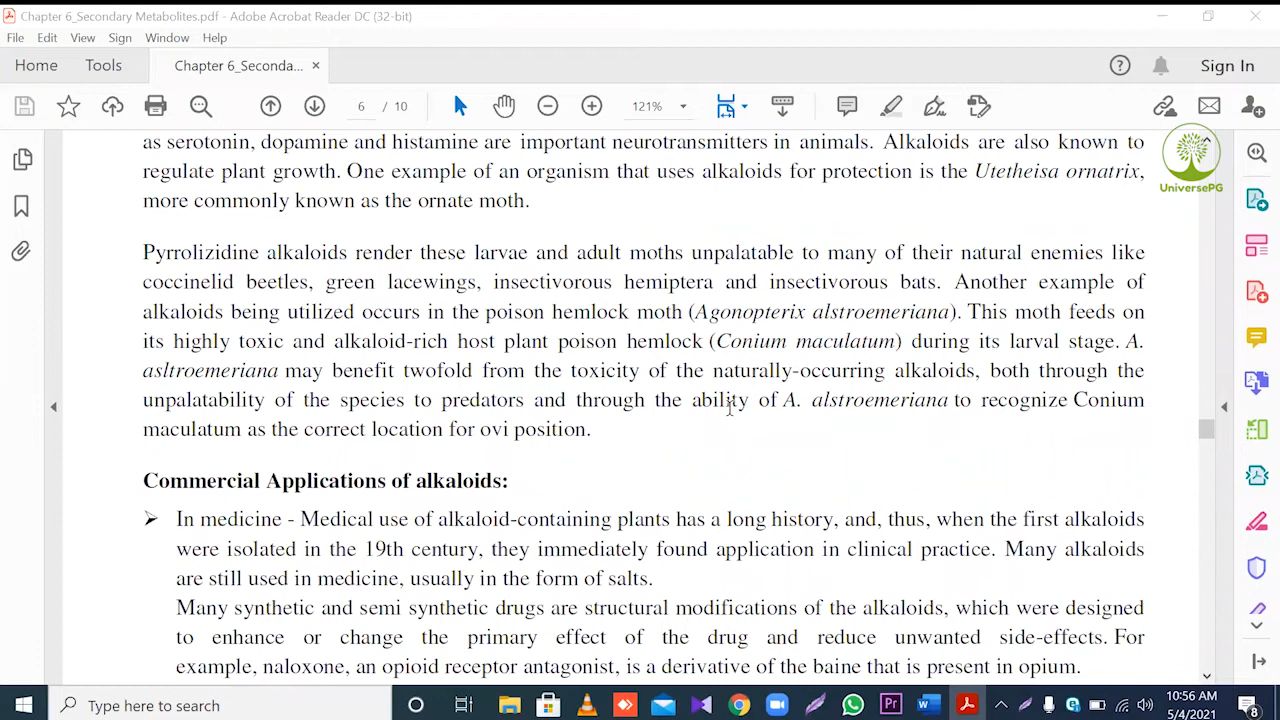 Chapter 6_Secondary Metabolites.pdf - Adobe Acrobat Reader DC (32-bit)
File Edit View Sign Window Help
Home Tools Chapter 6_Seconda... × Sign In
6 / 10 121%
as serotonin, dopamine and histamine are important neurotransmitters in animals. Alkaloids are also known to
regulate plant growth. One example of an organism that uses alkaloids for protection is the Utetheisa ornatrix,
more commonly known as the ornate moth.
UniversePG
Pyrrolizidine alkaloids render these larvae and adult moths unpalatable to many of their natural enemies like
coccinelid beetles, green lacewings, insectivorous hemiptera and insectivorous bats. Another example of
alkaloids being utilized occurs in the poison hemlock moth (Agonopterix alstroemeriana). This moth feeds on
its highly toxic and alkaloid-rich host plant poison hemlock (Conium maculatum) during its larval stage. A.
asltroemeriana may benefit twofold from the toxicity of the naturally-occurring alkaloids, both through the
unpalatability of the species to predators and through the ability of A. alstroemeriana to recognize Conium
maculatum as the correct location for ovi position.
Commercial Applications of alkaloids:
➢ In medicine - Medical use of alkaloid-containing plants has a long history, and, thus, when the first alkaloids
were isolated in the 19th century, they immediately found application in clinical practice. Many alkaloids
are still used in medicine, usually in the form of salts.
Many synthetic and semi synthetic drugs are structural modifications of the alkaloids, which were designed
to enhance or change the primary effect of the drug and reduce unwanted side-effects. For
example, naloxone, an opioid receptor antagonist, is a derivative of the baine that is present in opium.
Type here to search
10:56 AM
5/4/2021
8